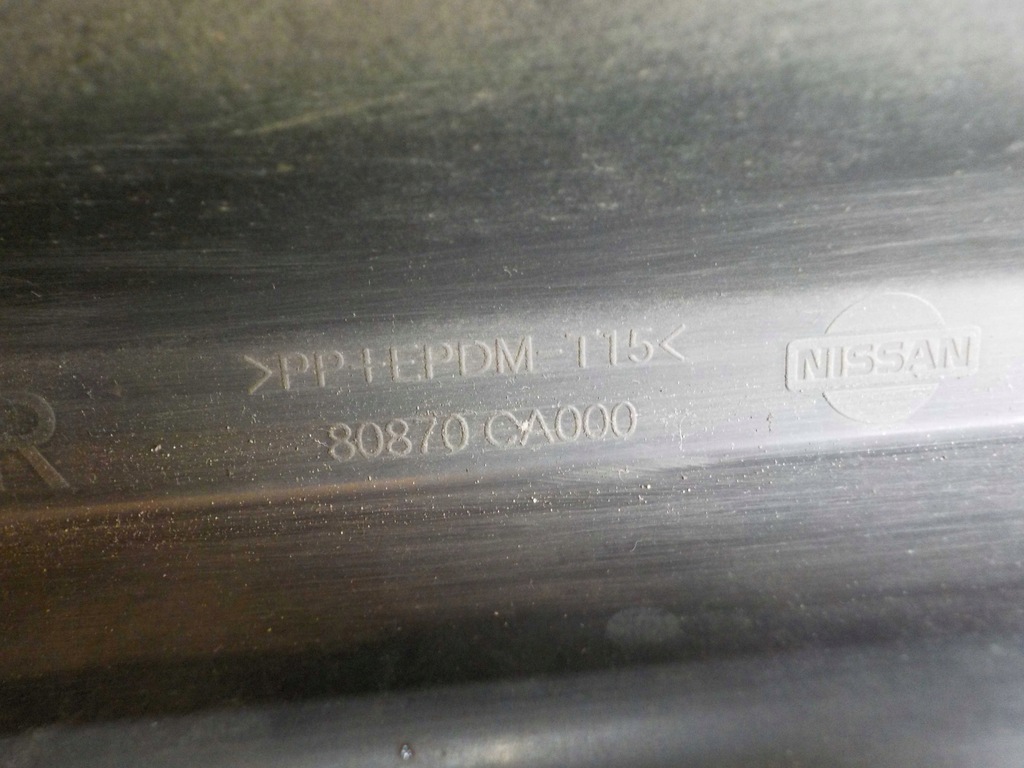 >PP+EPDM-T15<
NISSAN
R
80870 CA000